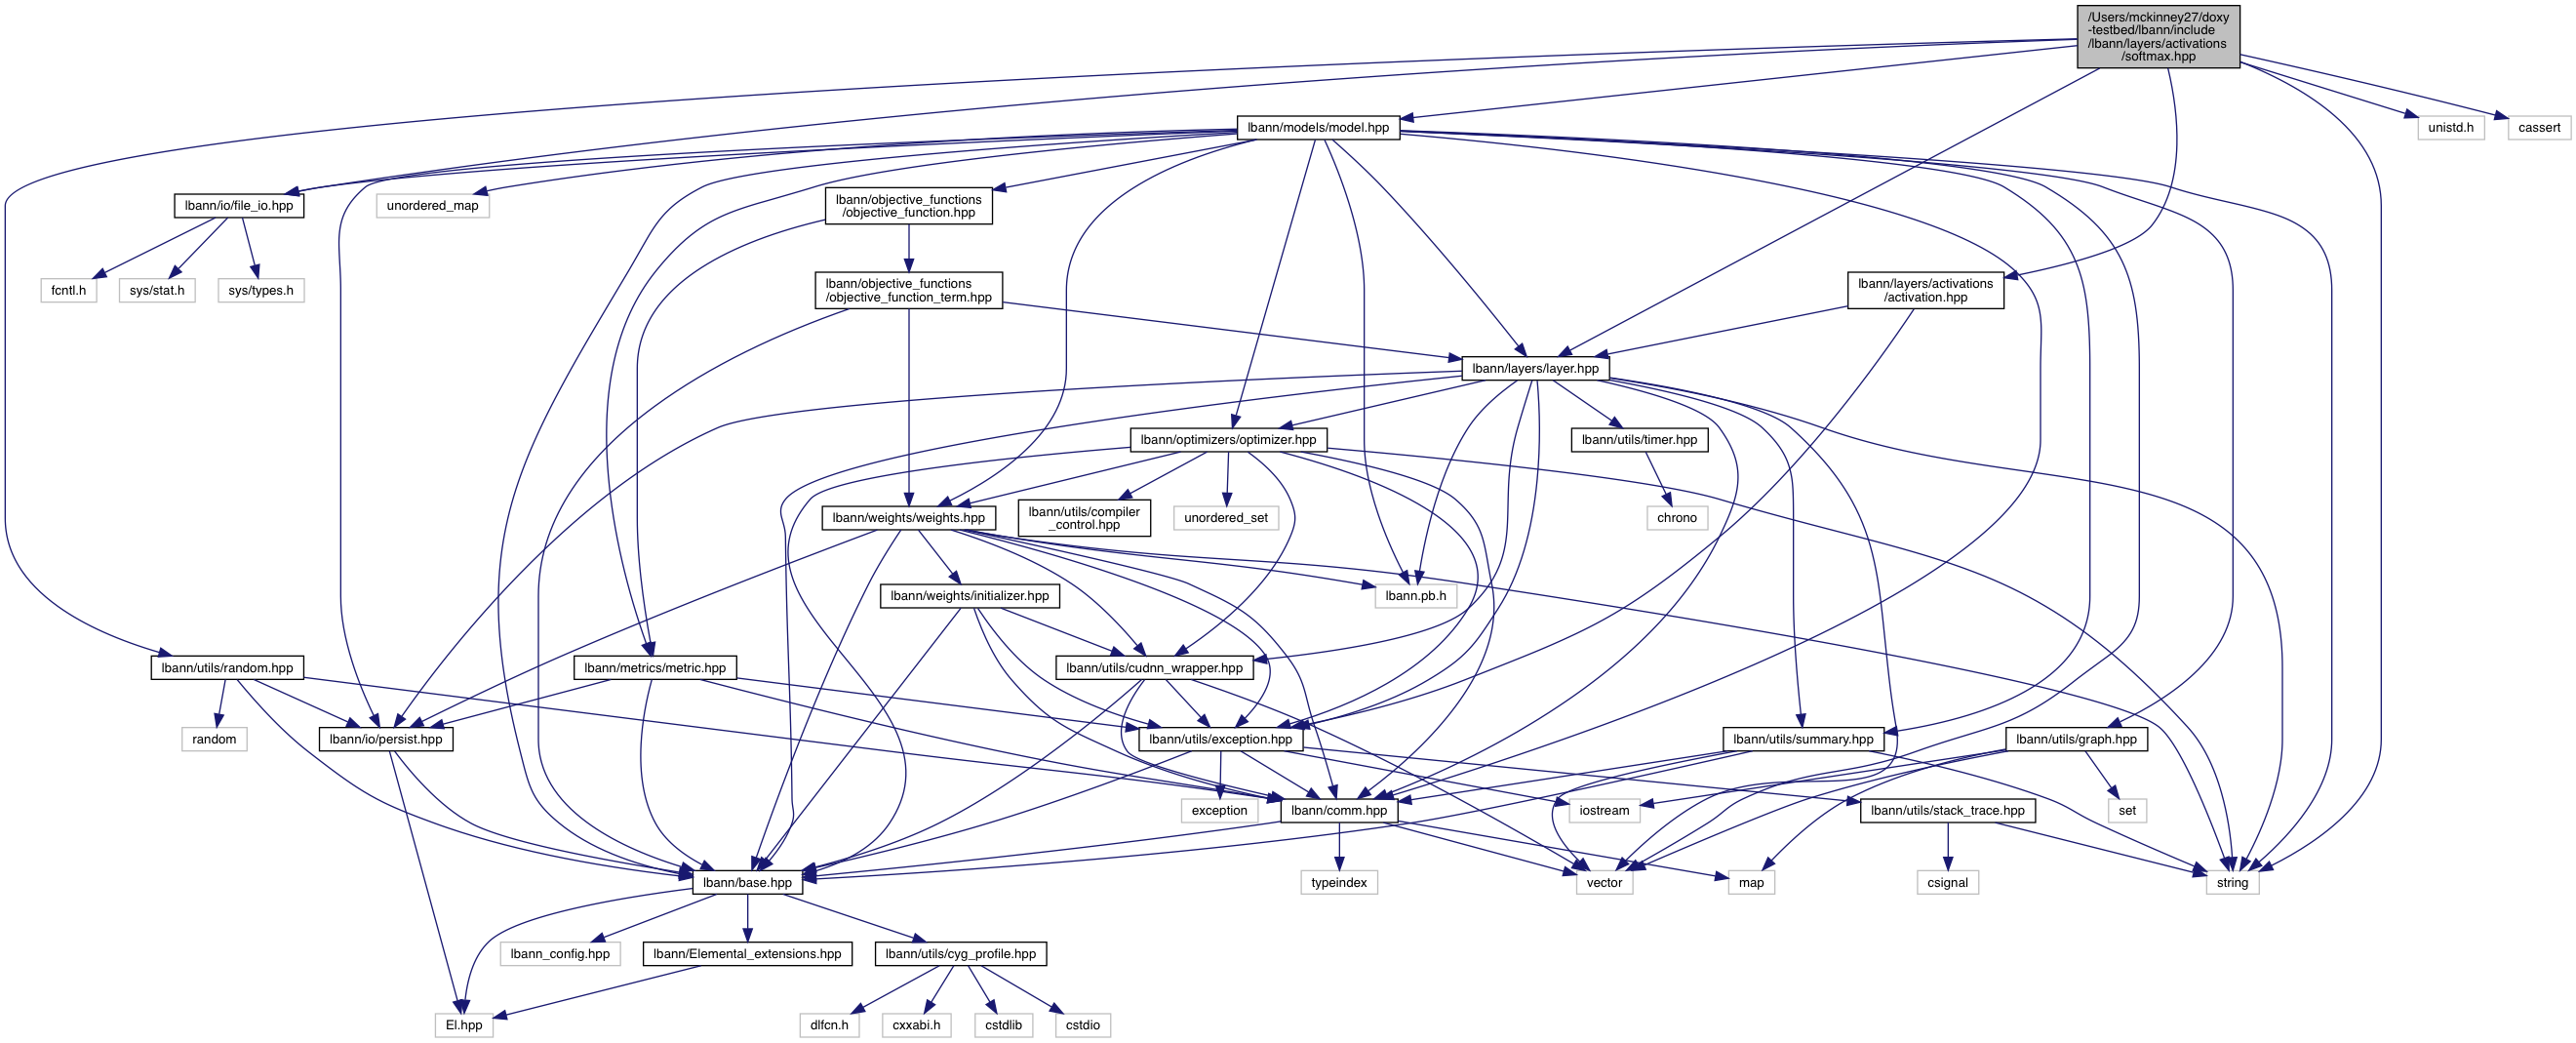 /Users/mckinney27/doxy
-testbed/lbann/include
/lbann/layers/activations
/softmax.hpp
lbann/models/model.hpp
unistd.h
cassert
lbann/io/file_io.hpp
unordered_map
lbann/objective_functions
/objective_function.hpp
fcntl.h
sys/stat.h
sys/types.h
lbann/objective_functions
/objective_function_term.hpp
lbann/layers/activations
/activation.hpp
lbann/layers/layer.hpp
lbann/optimizers/optimizer.hpp
lbann/utils/timer.hpp
lbann/weights/weights.hpp
lbann/utils/compiler
_control.hpp
unordered_set
chrono
lbann/weights/initializer.hpp
lbann.pb.h
lbann/utils/random.hpp
lbann/metrics/metric.hpp
lbann/utils/cudnn_wrapper.hpp
random
lbann/io/persist.hpp
lbann/utils/exception.hpp
lbann/utils/summary.hpp
lbann/utils/graph.hpp
exception
lbann/comm.hpp
iostream
lbann/utils/stack_trace.hpp
set
lbann/base.hpp
typeindex
vector
map
csignal
string
lbann_config.hpp
lbann/Elemental_extensions.hpp
lbann/utils/cyg_profile.hpp
El.hpp
dlfcn.h
cxxabi.h
cstdlib
cstdio